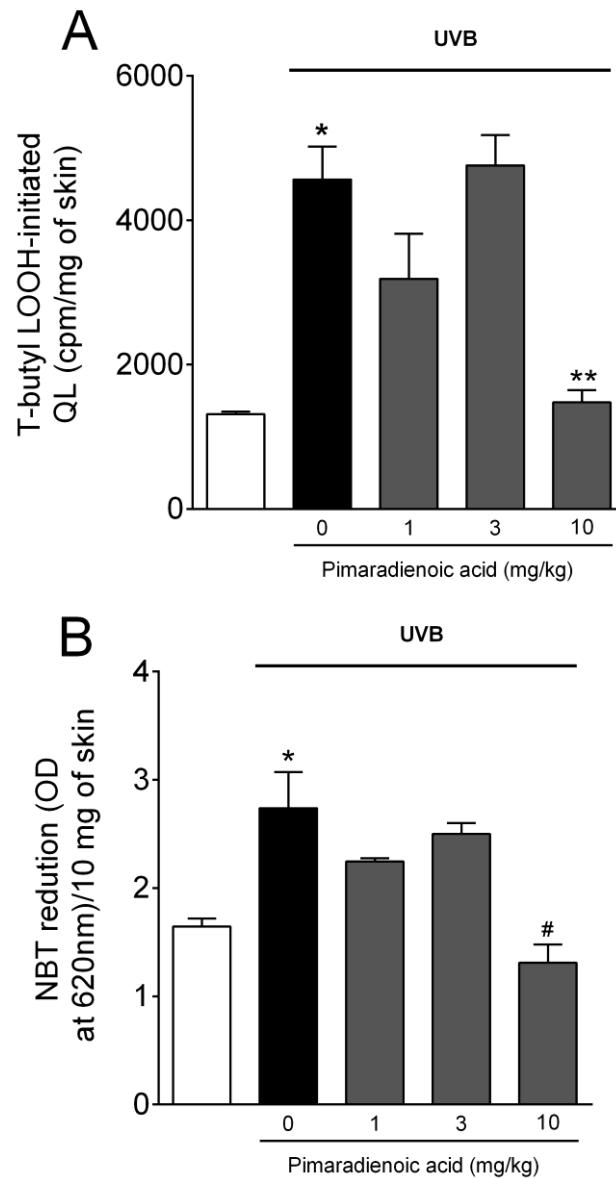 A
UVB
T-butyl LOOH-initiated
QL (cpm/mg of skin)
6000
4000
2000
0
*
**
0 1 3 10
Pimaradienoic acid (mg/kg)
B
UVB
NBT redution (OD
at 620nm)/10 mg of skin
4
3
2
1
0
*
#
0 1 3 10
Pimaradienoic acid (mg/kg)